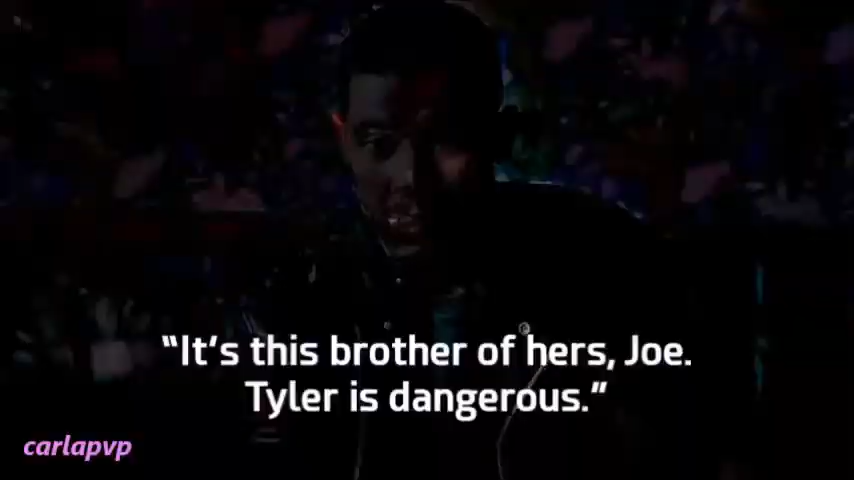 “It’s this brother of hers, Joe.
Tyler is dangerous.”
carlapvp